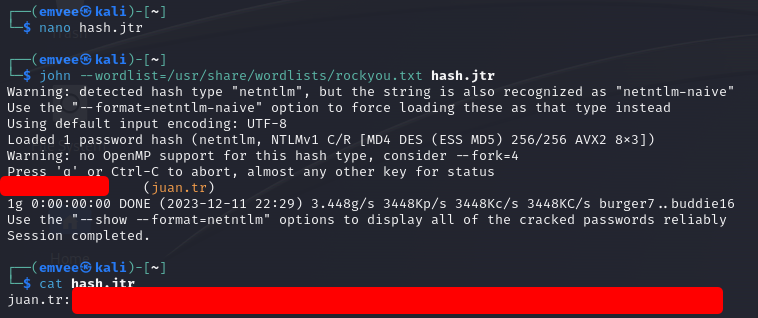 ┌──(emvee㉿kali)-[~]
└─$ nano hash.jtr
┌──(emvee㉿kali)-[~]
└─$ john --wordlist=/usr/share/wordlists/rockyou.txt hash.jtr
Warning: detected hash type "netntlm", but the string is also recognized as "netntlm-naive"
Use the "--format=netntlm-naive" option to force loading these as that type instead
Using default input encoding: UTF-8
Loaded 1 password hash (netntlm, NTLMv1 C/R [MD4 DES (ESS MD5) 256/256 AVX2 8×3])
Warning: no OpenMP support for this hash type, consider --fork=4
Press 'q' or Ctrl-C to abort, almost any other key for status
(juan.tr)
1g 0:00:00:00 DONE (2023-12-11 22:29) 3.448g/s 3448Kp/s 3448Kc/s 3448KC/s burger7..buddie16
Use the "--show --format=netntlm" options to display all of the cracked passwords reliably
Session completed.
┌──(emvee㉿kali)-[~]
└─$ cat hash.jtr
juan.tr: